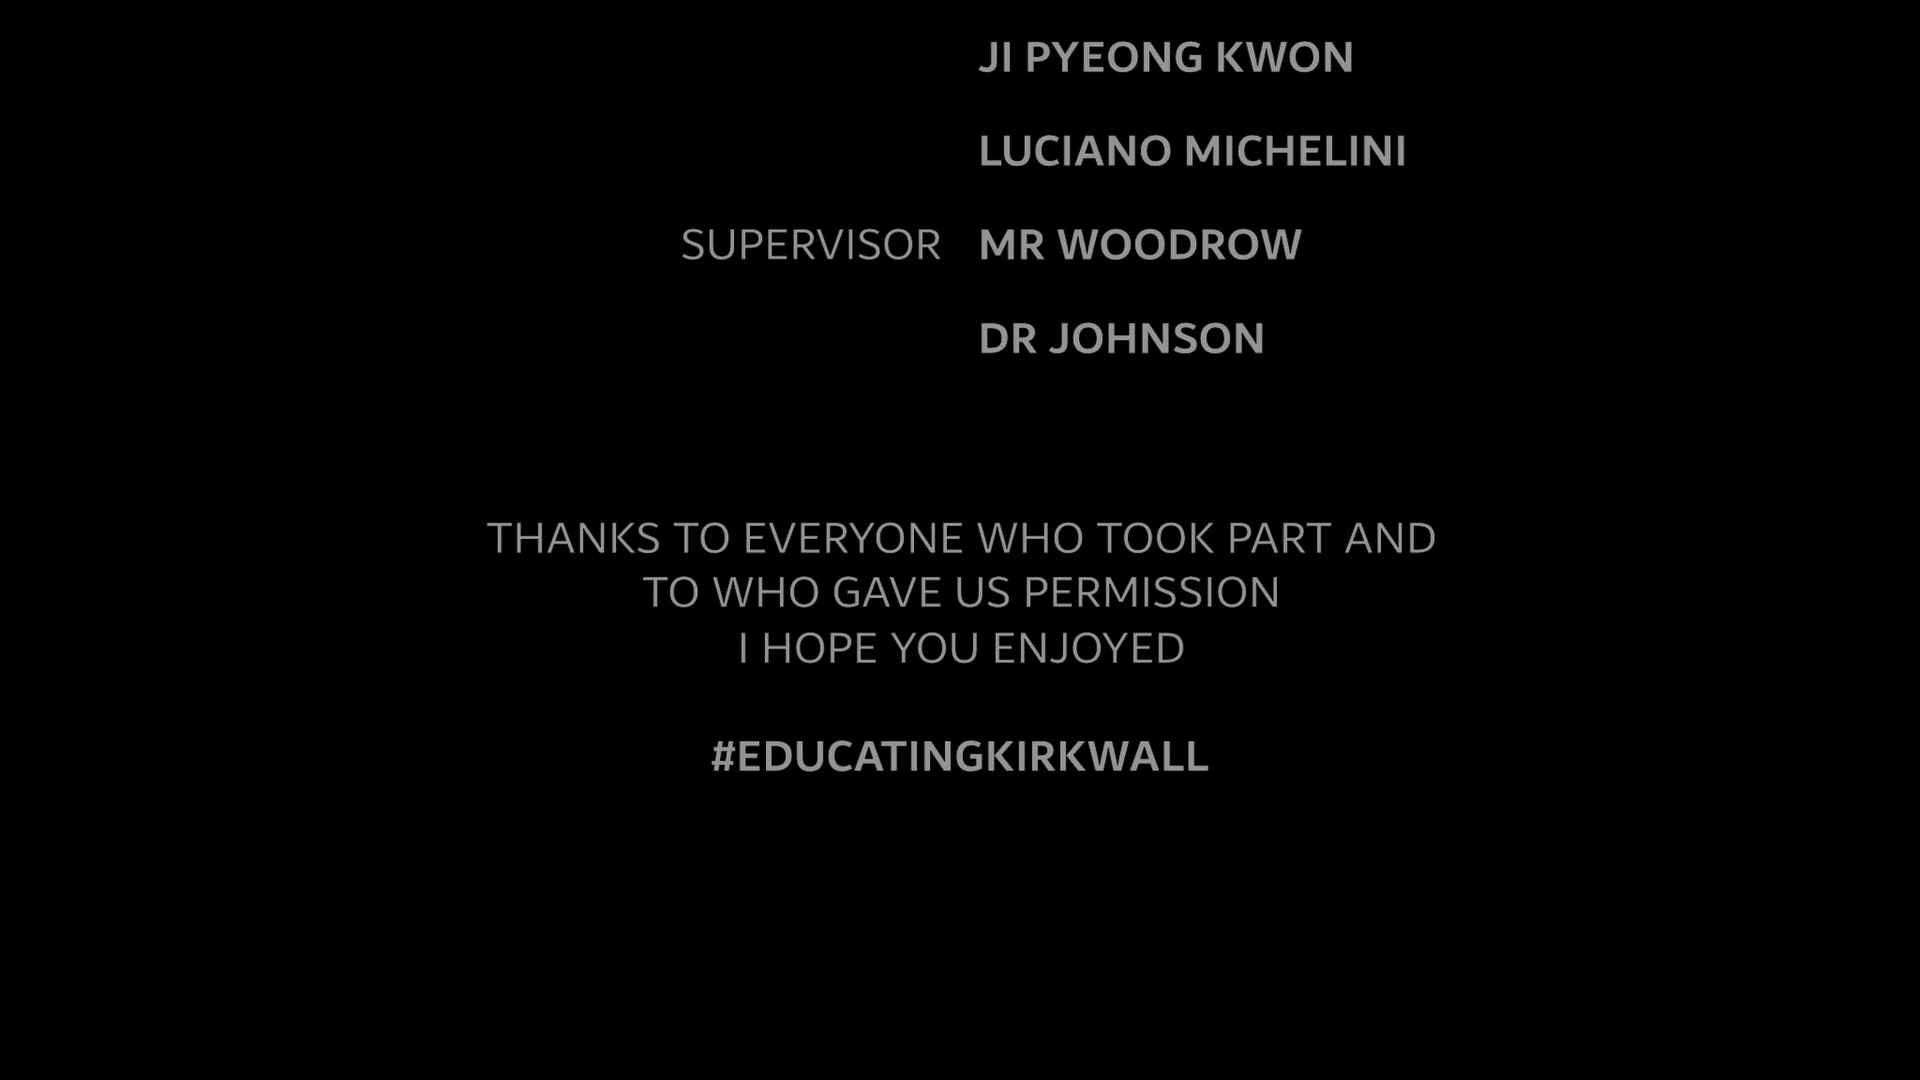 JI PYEONG KWON
LUCIANO MICHELINI
SUPERVISOR MR WOODROW
DR JOHNSON
THANKS TO EVERYONE WHO TOOK PART AND
TO WHO GAVE US PERMISSION
I HOPE YOU ENJOYED
#EDUCATINGKIRKWALL